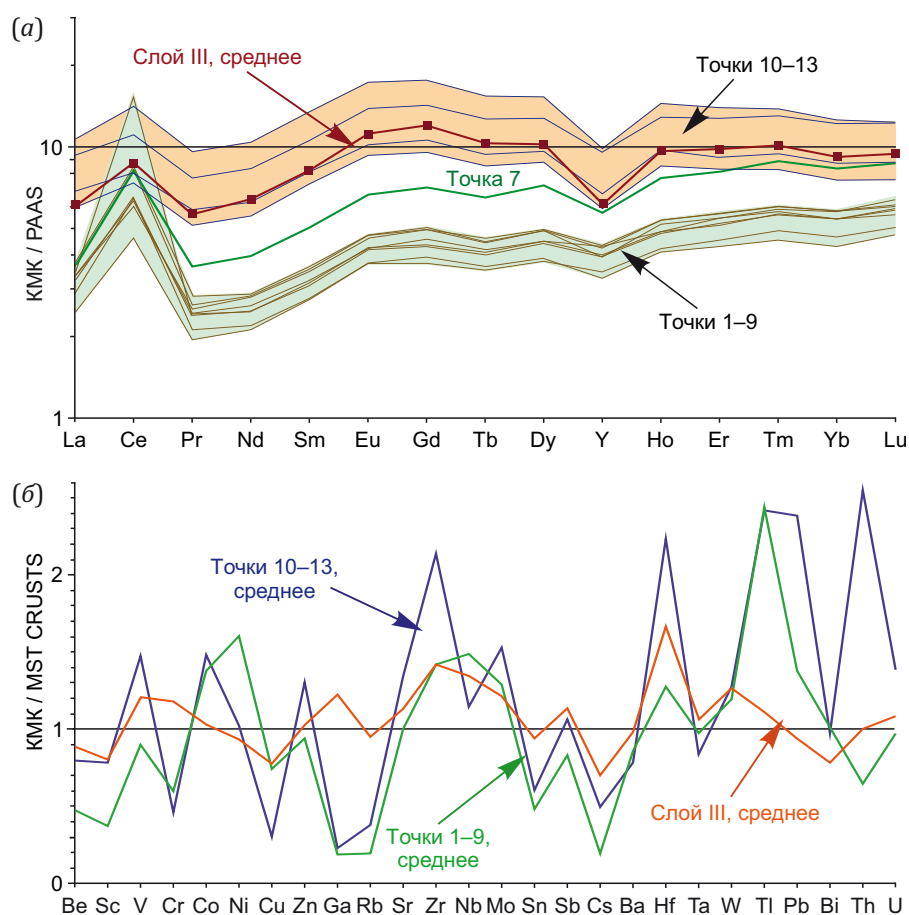 (а)
КМК / PAAS
10
1
Слой III, среднее
Точки 10–13
Точка 7
Точки 1–9
La Ce Pr Nd Sm Eu Gd Tb Dy Y Ho Er Tm Yb Lu
(б)
КМК / MST CRUSTS
2
1
0
Точки 10–13,
среднее
Точки 1–9,
среднее
Слой III, среднее
Be Sc V Cr Co Ni Cu Zn Ga Rb Sr Zr Nb Mo Sn Sb Cs Ba Hf Ta W Tl Pb Bi Th U